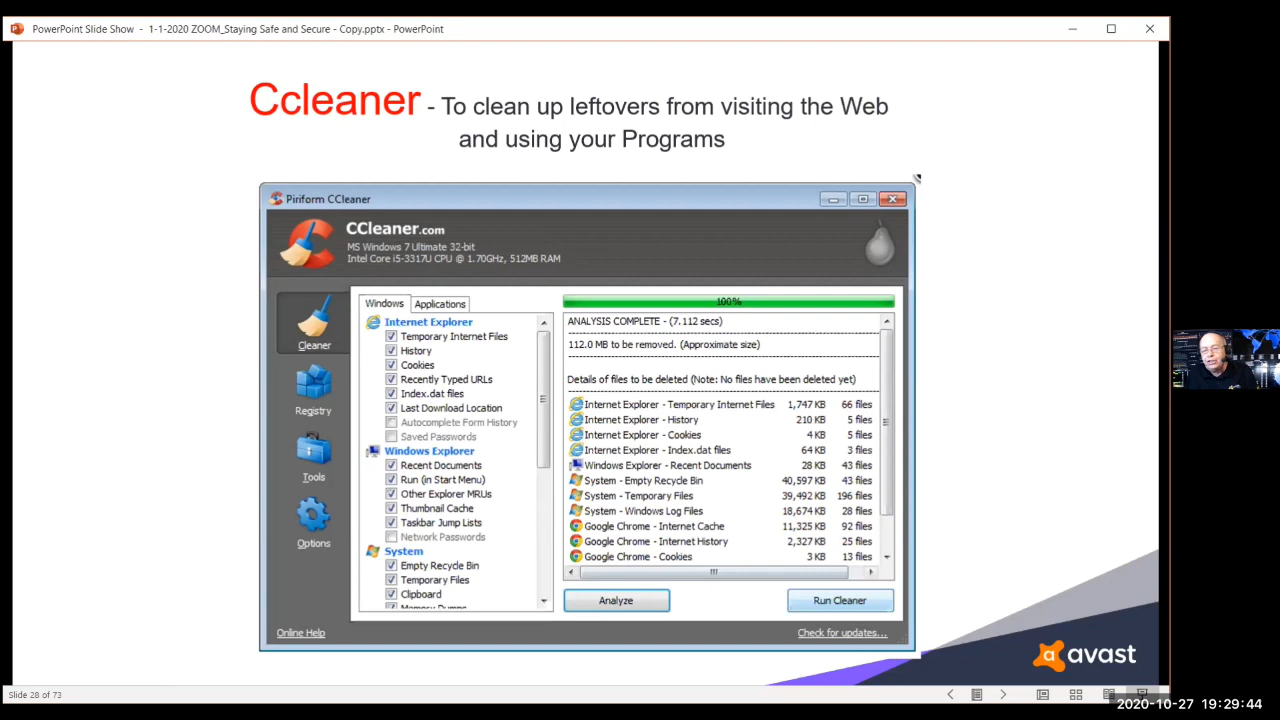 PowerPoint Slide Show - 1-1-2020 ZOOM_Staying Safe and Secure - Copy.pptx - PowerPoint
Ccleaner - To clean up leftovers from visiting the Web
and using your Programs
Piriform CCleaner
CCleaner.com
MS Windows 7 Ultimate 32-bit
Intel Core i5-3317U CPU @ 1.70GHz, 512MB RAM
Cleaner
Registry
Tools
Options
Windows Applications
Internet Explorer
Temporary Internet Files
History
Cookies
Recently Typed URLs
Index.dat files
Last Download Location
Autocomplete Form History
Saved Passwords
Windows Explorer
Recent Documents
Run (in Start Menu)
Other Explorer MRUs
Thumbnail Cache
Taskbar Jump Lists
Network Passwords
System
Empty Recycle Bin
Temporary Files
Clipboard
Memory Dumps
100%
ANALYSIS COMPLETE - (7.112 secs)
112.0 MB to be removed. (Approximate size)
Details of files to be deleted (Note: No files have been deleted yet)
Internet Explorer - Temporary Internet Files 1,747 KB 66 files
Internet Explorer - History 210 KB 5 files
Internet Explorer - Cookies 4 KB 5 files
Internet Explorer - Index.dat files 64 KB 3 files
Windows Explorer - Recent Documents 28 KB 43 files
System - Empty Recycle Bin 40,597 KB 43 files
System - Temporary Files 39,492 KB 196 files
System - Windows Log Files 18,674 KB 28 files
Google Chrome - Internet Cache 11,325 KB 92 files
Google Chrome - Internet History 2,327 KB 25 files
Google Chrome - Cookies 3 KB 13 files
Analyze Run Cleaner
Online Help Check for updates...
avast
Slide 28 of 73
2020-10-27 19:29:44